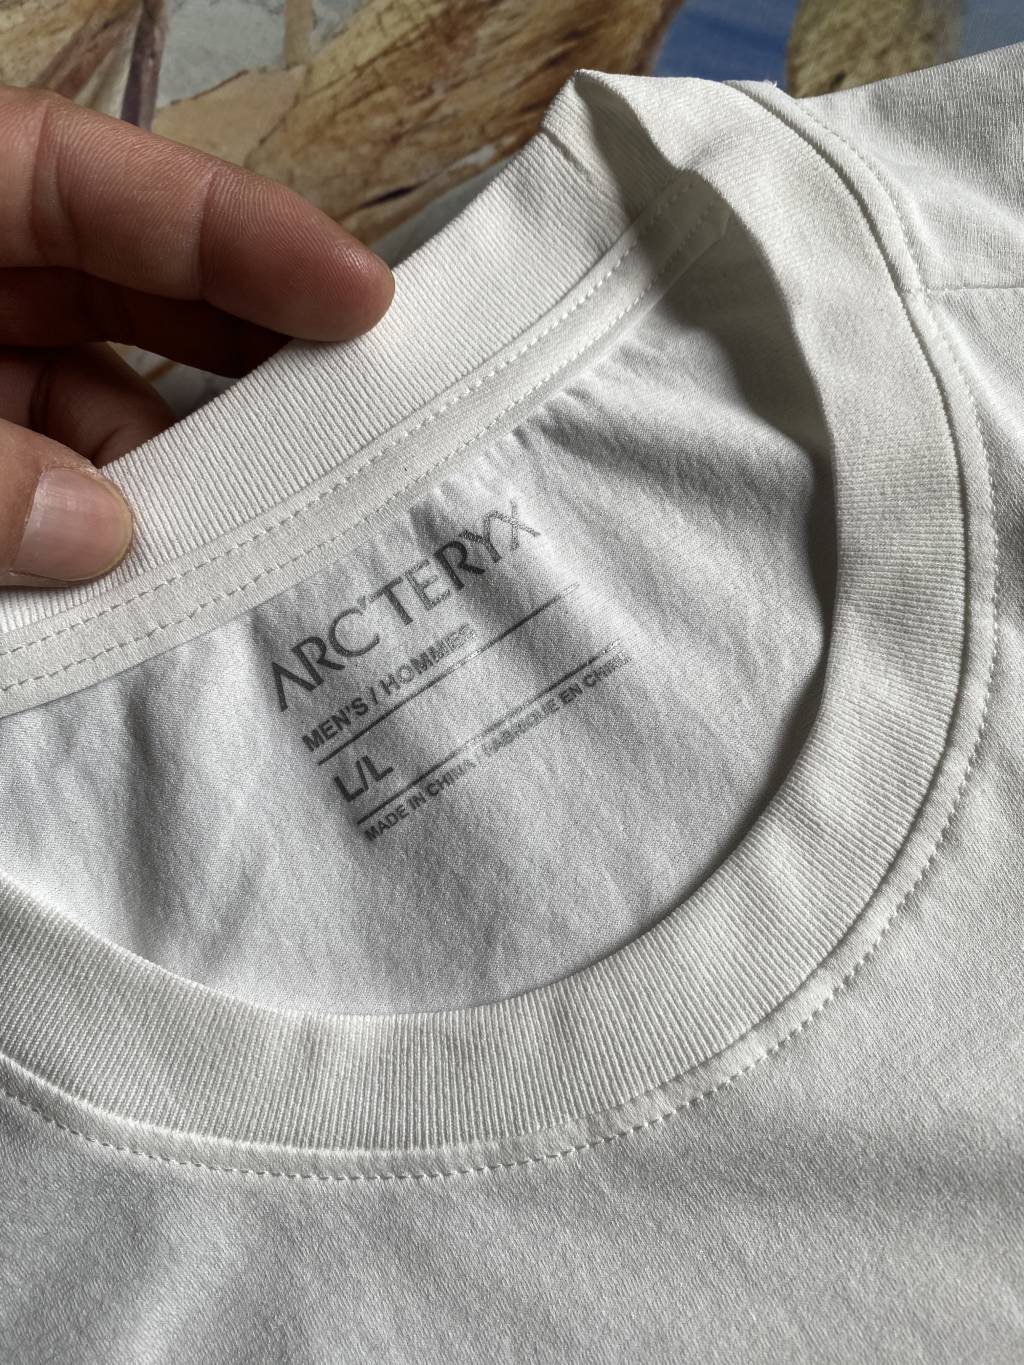 ARC'TERYX
MEN'S / HOMMES
L/L
MADE IN CHINA / FABRIQUÉ EN CHINE